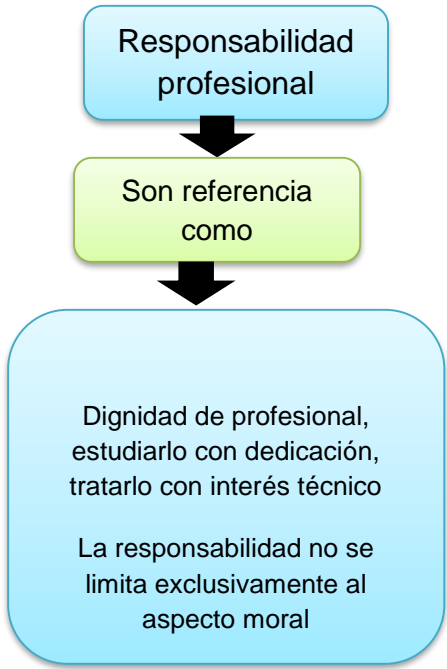 Responsabilidad
profesional
Son referencia
como
Dignidad de profesional,
estudiarlo con dedicación,
tratarlo con interés técnico
La responsabilidad no se
limita exclusivamente al
aspecto moral